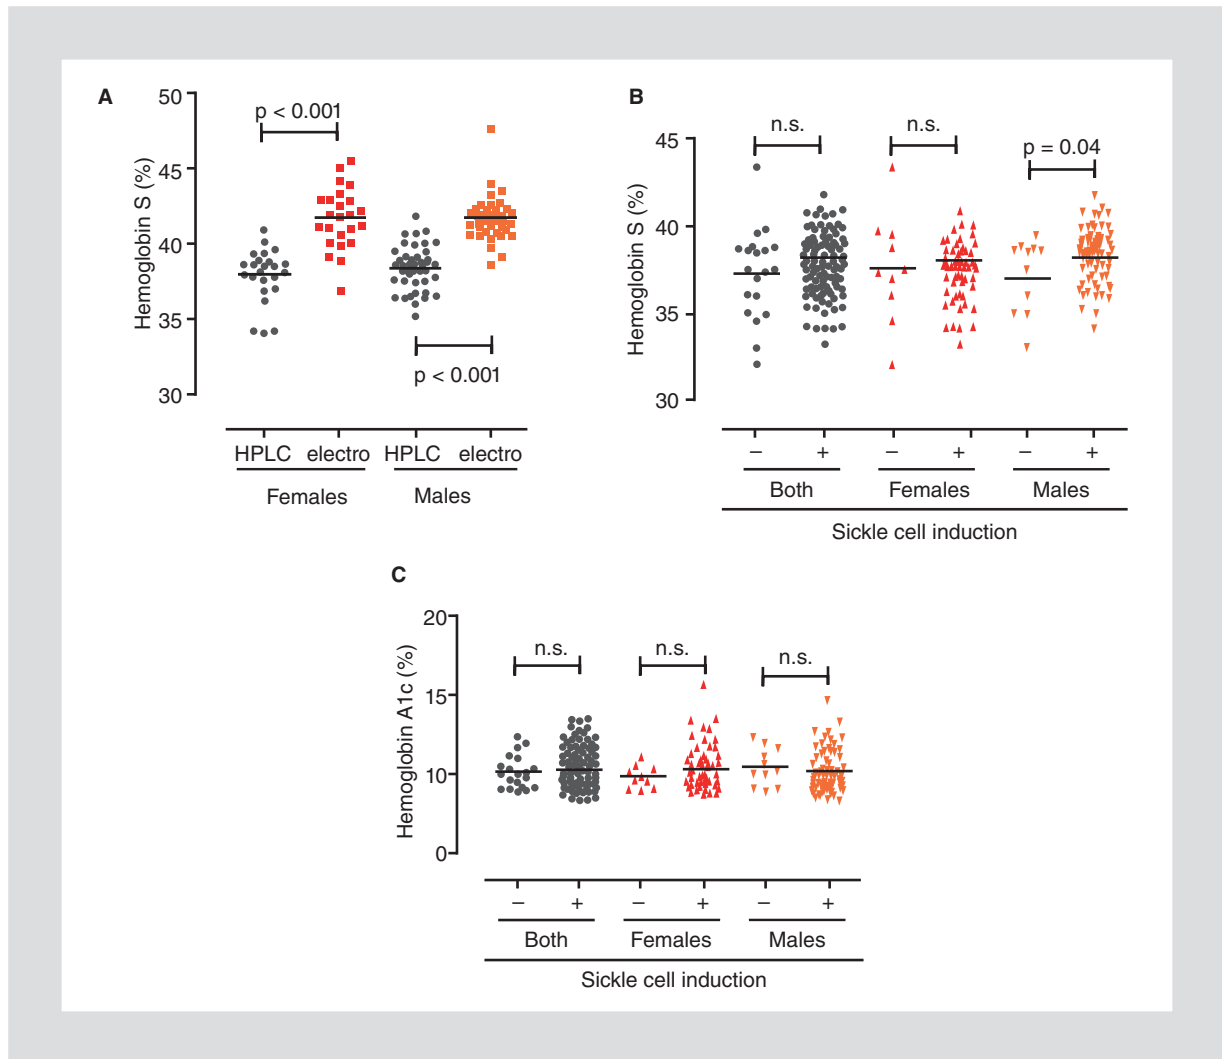 A
50
45
40
35
30
Hemoglobin S (%)
p < 0.001
p < 0.001
HPLC electro HPLC electro
Females Males
B
45
40
35
30
Hemoglobin S (%)
n.s. n.s. p = 0.04
– + – + – +
Both Females Males
Sickle cell induction
C
20
15
10
0
Hemoglobin A1c (%)
n.s. n.s. n.s.
– + – + – +
Both Females Males
Sickle cell induction